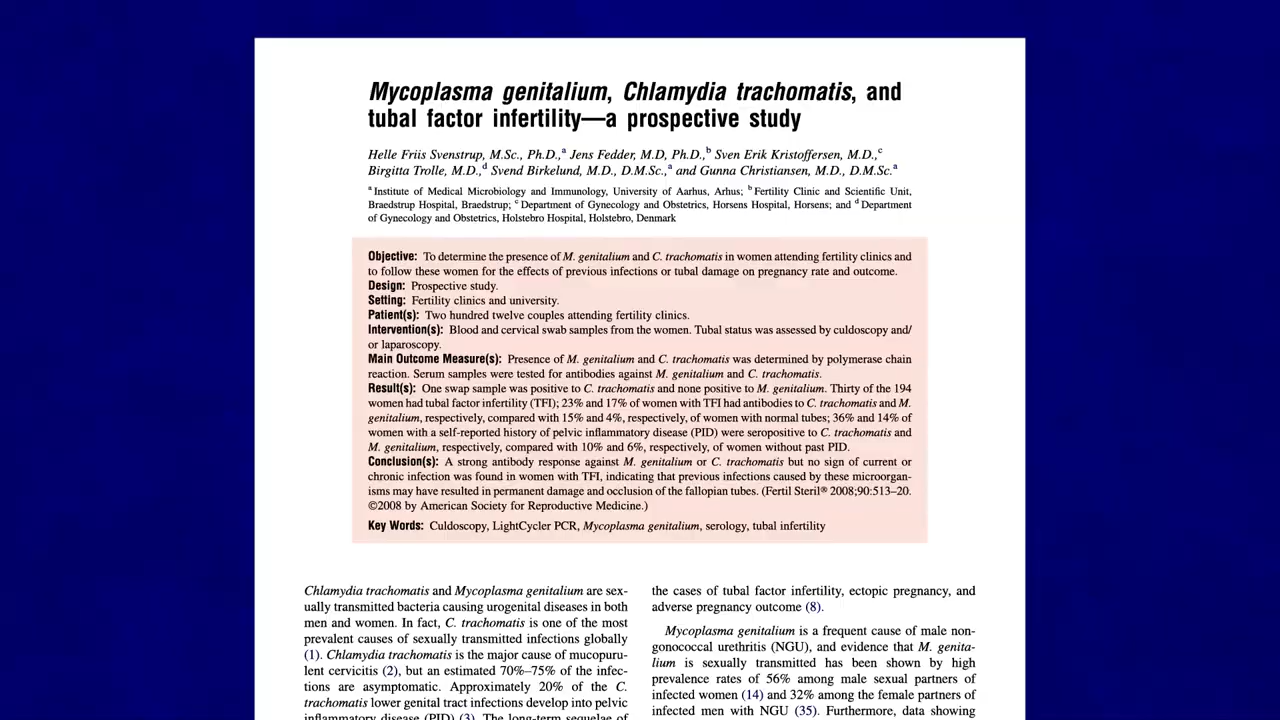 Mycoplasma genitalium, Chlamydia trachomatis, and
tubal factor infertility—a prospective study
Helle Friis Svenstrup, M.Sc., Ph.D.,a Jens Fedder, M.D, Ph.D.,b Sven Erik Kristoffersen, M.D.,c
Birgitta Trolle, M.D.,d Svend Birkelund, M.D., D.M.Sc.,a and Gunna Christiansen, M.D., D.M.Sc.a
a Institute of Medical Microbiology and Immunology, University of Aarhus, Arhus; b Fertility Clinic and Scientific Unit,
Braedstrup Hospital, Braedstrup; c Department of Gynecology and Obstetrics, Horsens Hospital, Horsens; and d Department
of Gynecology and Obstetrics, Holstebro Hospital, Holstebro, Denmark
Objective: To determine the presence of M. genitalium and C. trachomatis in women attending fertility clinics and
to follow these women for the effects of previous infections or tubal damage on pregnancy rate and outcome.
Design: Prospective study.
Setting: Fertility clinics and university.
Patient(s): Two hundred twelve couples attending fertility clinics.
Intervention(s): Blood and cervical swab samples from the women. Tubal status was assessed by culdoscopy and/
or laparoscopy.
Main Outcome Measure(s): Presence of M. genitalium and C. trachomatis was determined by polymerase chain
reaction. Serum samples were tested for antibodies against M. genitalium and C. trachomatis.
Result(s): One swap sample was positive to C. trachomatis and none positive to M. genitalium. Thirty of the 194
women had tubal factor infertility (TFI); 23% and 17% of women with TFI had antibodies to C. trachomatis and M.
genitalium, respectively, compared with 15% and 4%, respectively, of women with normal tubes; 36% and 14% of
women with a self-reported history of pelvic inflammatory disease (PID) were seropositive to C. trachomatis and
M. genitalium, respectively, compared with 10% and 6%, respectively, of women without past PID.
Conclusion(s): A strong antibody response against M. genitalium or C. trachomatis but no sign of current or
chronic infection was found in women with TFI, indicating that previous infections caused by these microorgan-
isms may have resulted in permanent damage and occlusion of the fallopian tubes. (Fertil Steril® 2008;90:513–20.
©2008 by American Society for Reproductive Medicine.)
Key Words: Culdoscopy, LightCycler PCR, Mycoplasma genitalium, serology, tubal infertility
Chlamydia trachomatis and Mycoplasma genitalium are sex-
ually transmitted bacteria causing urogenital diseases in both
men and women. In fact, C. trachomatis is one of the most
prevalent causes of sexually transmitted infections globally
(1). Chlamydia trachomatis is the major cause of mucopuru-
lent cervicitis (2), but an estimated 70%–75% of the infec-
tions are asymptomatic. Approximately 20% of the C.
trachomatis lower genital tract infections develop into pelvic
inflammatory disease (PID) (3). The long-term sequelae of
the cases of tubal factor infertility, ectopic pregnancy, and
adverse pregnancy outcome (8).
Mycoplasma genitalium is a frequent cause of male non-
gonococcal urethritis (NGU), and evidence that M. genita-
lium is sexually transmitted has been shown by high
prevalence rates of 56% among male sexual partners of
infected women (14) and 32% among the female partners of
infected men with NGU (35). Furthermore, data showing